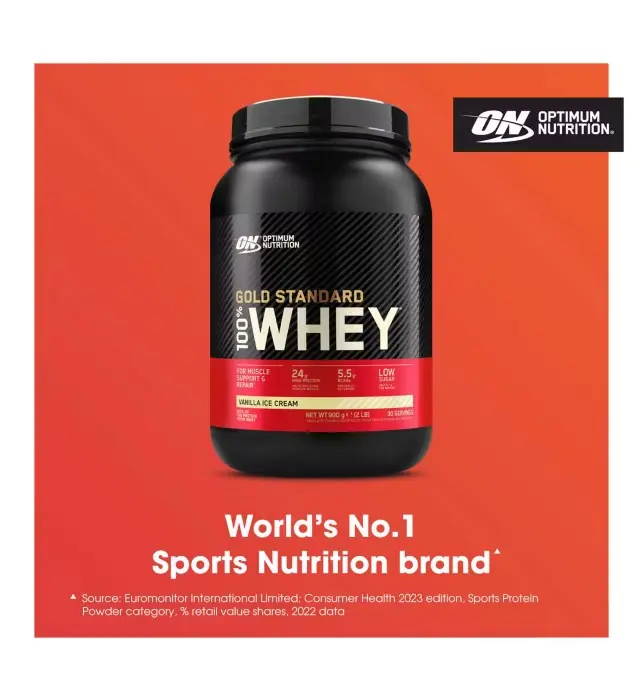 ON OPTIMUM
NUTRITION®
ON OPTIMUM
NUTRITION
GOLD STANDARD
100% WHEY
FOR MUSCLE
SUPPORT &
REPAIR
24g
5.5g
BCAAs
LOW
SUGAR
VANILLA ICE CREAM
NET WT 900 g e (2 LB)
30 SERVINGS
World's No.1
Sports Nutrition brand▲
▲ Source: Euromonitor International Limited; Consumer Health 2023 edition, Sports Protein
Powder category, % retail value shares, 2022 data